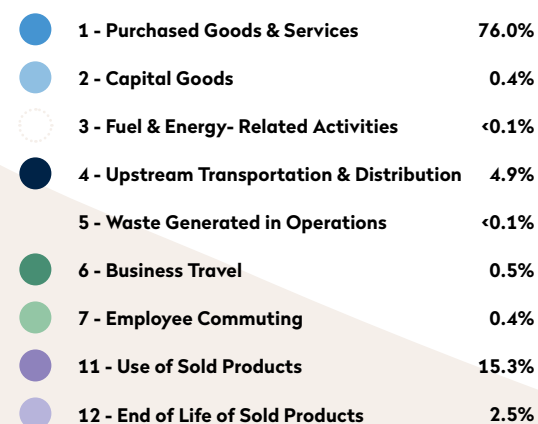 1 - Purchased Goods & Services 76.0%
2 - Capital Goods 0.4%
3 - Fuel & Energy- Related Activities <0.1%
4 - Upstream Transportation & Distribution 4.9%
5 - Waste Generated in Operations <0.1%
6 - Business Travel 0.5%
7 - Employee Commuting 0.4%
11 - Use of Sold Products 15.3%
12 - End of Life of Sold Products 2.5%